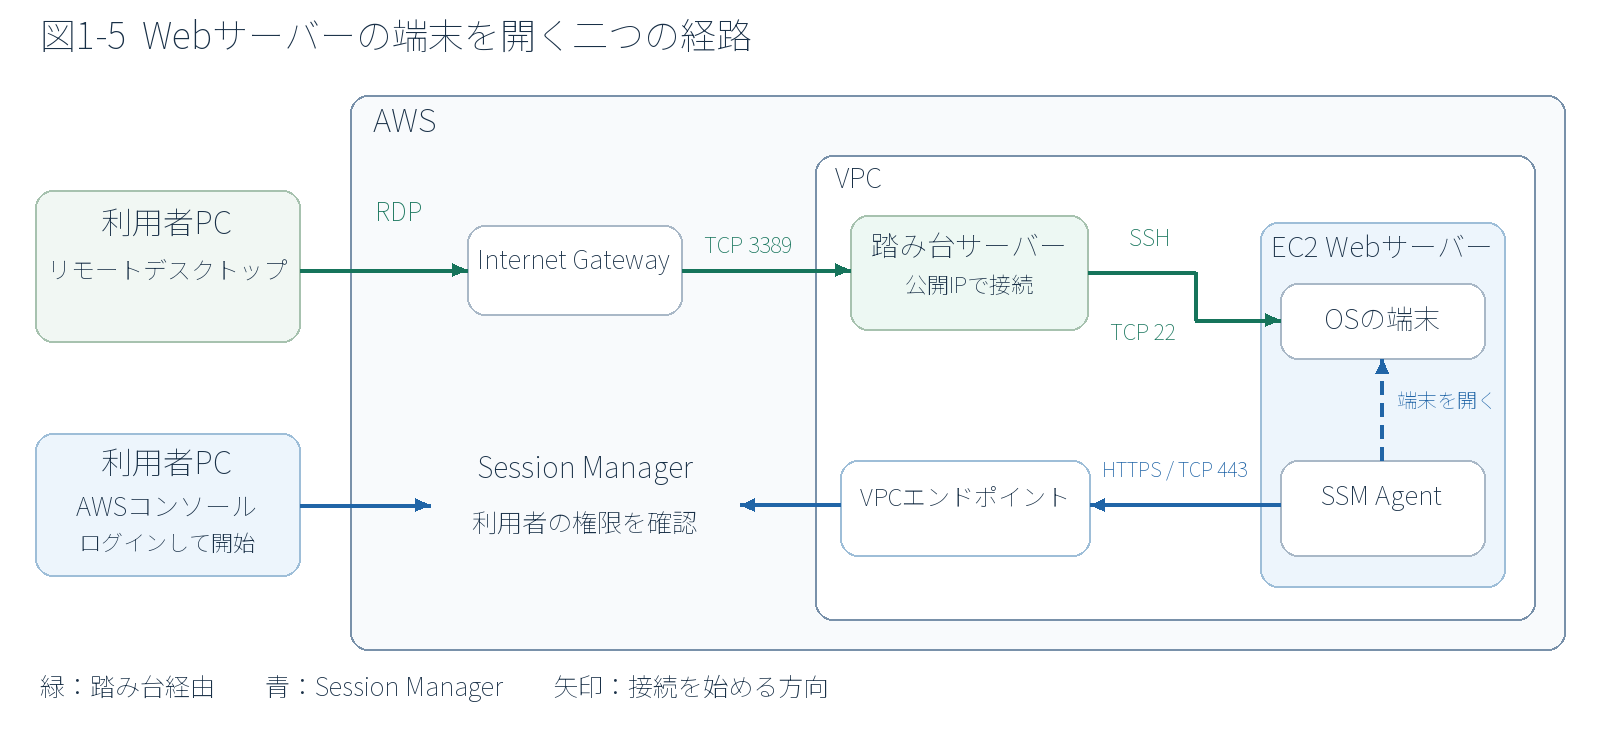 図1-5 Webサーバーの端末を開く二つの経路
AWS
VPC
利用者PC
リモートデスクトップ
RDP
Internet Gateway
TCP 3389
踏み台サーバー
公開IPで接続
SSH
TCP 22
EC2 Webサーバー
OSの端末
端末を開く
利用者PC
AWSコンソール
ログインして開始
Session Manager
利用者の権限を確認
VPCエンドポイント
HTTPS / TCP 443
SSM Agent
緑：踏み台経由 青：Session Manager 矢印：接続を始める方向